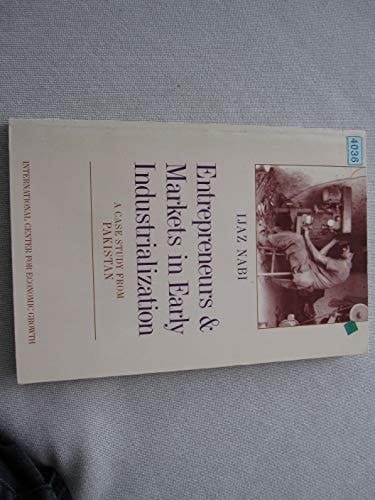 4036
IJAZ NABI
Entrepreneurs &
Markets in Early
Industrialization
A CASE STUDY FROM
PAKISTAN
INTERNATIONAL CENTER FOR ECONOMIC GROWTH